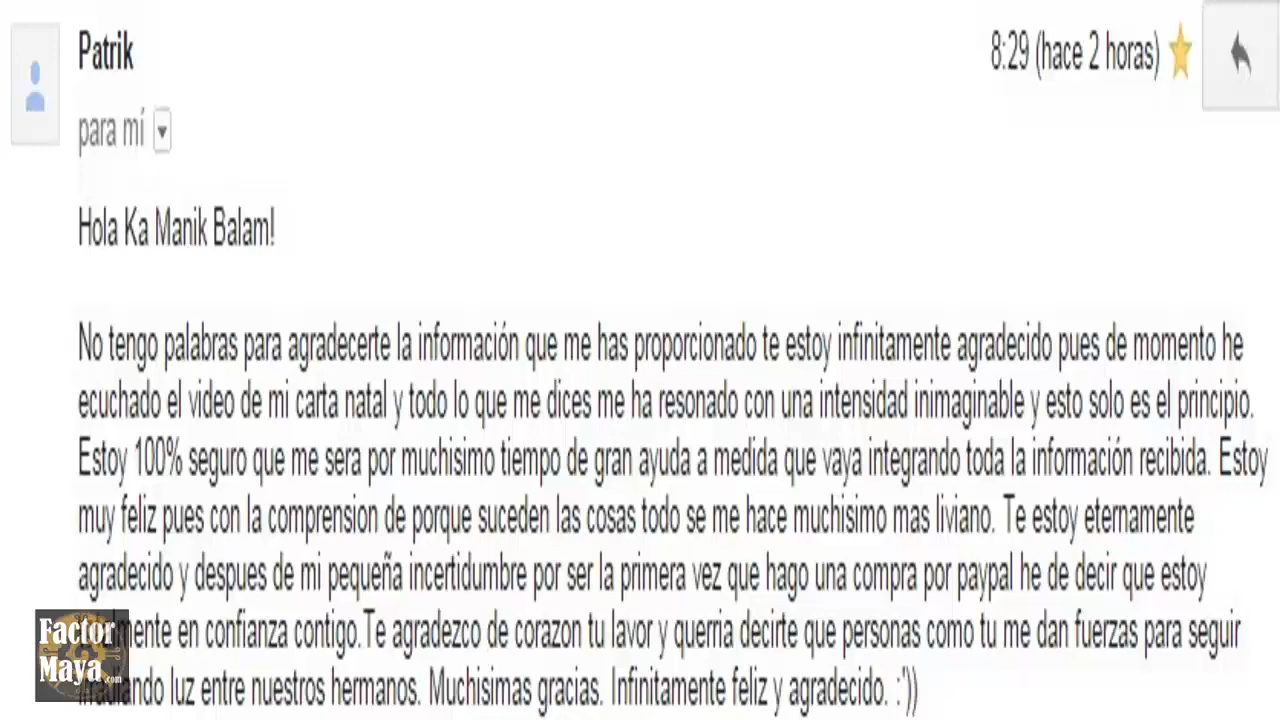 Patrik
8:29 (hace 2 horas)
para mí
Hola Ka Manik Balam!
No tengo palabras para agradecerte la información que me has proporcionado te estoy infinitamente agradecido pues de momento he
ecuchado el video de mi carta natal y todo lo que me dices me ha resonado con una intensidad inimaginable y esto solo es el principio.
Estoy 100% seguro que me sera por muchisimo tiempo de gran ayuda a medida que vaya integrando toda la información recibida. Estoy
muy feliz pues con la comprension de porque suceden las cosas todo se me hace muchisimo mas liviano. Te estoy eternamente
agradecido y despues de mi pequeña incertidumbre por ser la primera vez que hago una compra por paypal he de decir que estoy
en confianza contigo.Te agradezco de corazon tu lavor y querria decirte que personas como tu me dan fuerzas para seguir
luz entre nuestros hermanos. Muchisimas gracias. Infinitamente feliz y agradecido. :'))
Factor
Maya.com